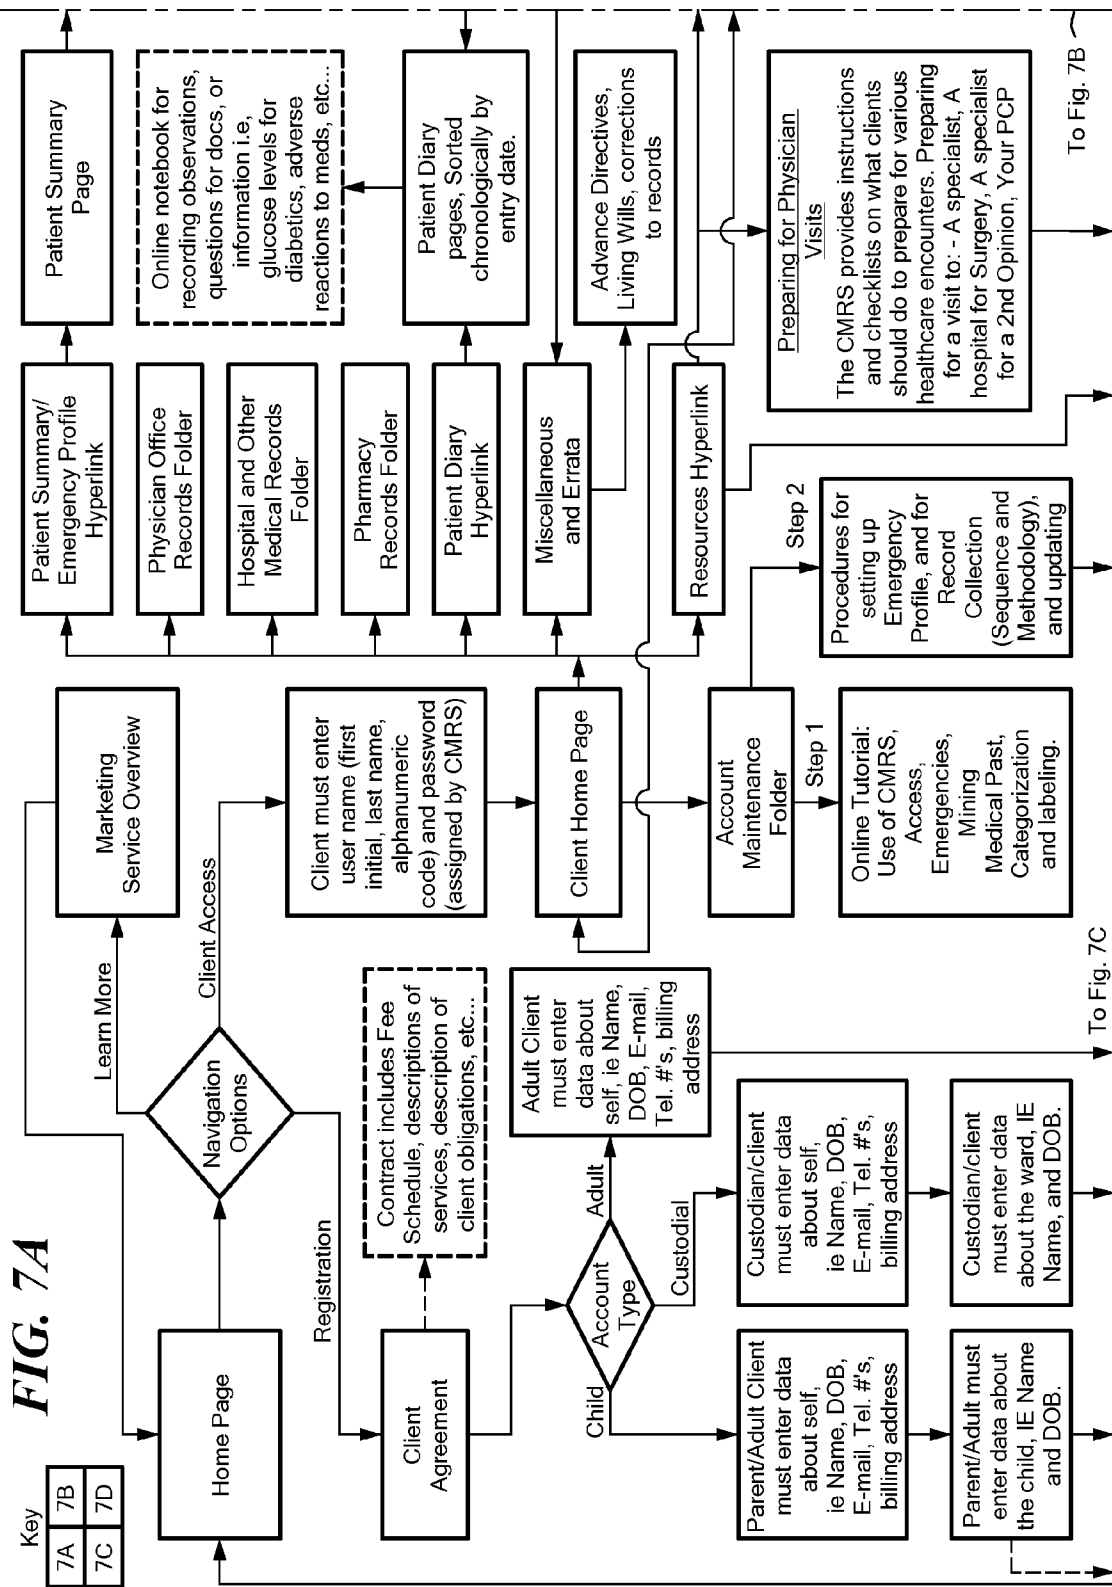 FIG. 7A
Key
7A
7B
7C
7D
Home Page
Navigation
Options
Learn More
Marketing
Service Overview
Client Access
Registration
Client must enter
user name (first
initial, last name,
alphanumeric
code) and password
(assigned by CMRS)
Client Home Page
Account
Maintenance
Folder
Step 1
Online Tutorial:
Use of CMRS,
Access,
Emergencies,
Mining
Medical Past,
Categorization
and labeling.
Step 2
Procedures for
setting up
Emergency
Profile, and for
Record
Collection
(Sequence and
Methodology),
and updating
Client
Agreement
Contract includes Fee
Schedule, descriptions of
services, description of
client obligations, etc...
Account
Type
Child
Adult
Custodial
Adult Client
must enter
data about
self, ie Name,
DOB, E-mail,
Tel. #'s, billing
address
Parent/Adult Client
must enter data
about self,
ie Name, DOB,
E-mail, Tel. #'s,
billing address
Custodian/client
must enter data
about self,
ie Name, DOB,
E-mail, Tel. #'s,
billing address
Parent/Adult must
enter data about
the child, IE Name
and DOB.
Custodian/client
must enter data
about the ward, IE
Name, and DOB.
To Fig. 7C
Patient Summary/
Emergency Profile
Hyperlink
Patient Summary
Page
Physician Office
Records Folder
Hospital and Other
Medical Records
Folder
Pharmacy
Records Folder
Patient Diary
Hyperlink
Online notebook for
recording observations,
questions for docs, or
information i.e,
glucose levels for
diabetics, adverse
reactions to meds, etc...
Patient Diary
pages, Sorted
chronologically by
entry date.
Miscellaneous
and Errata
Advance Directives,
Living Wills, corrections
to records
Resources Hyperlink
Preparing for Physician
Visits
The CMRS provides instructions
and checklists on what clients
should do to prepare for various
healthcare encounters. Preparing
for a visit to: - A specialist, A
hospital for Surgery, A specialist
for a 2nd Opinion, Your PCP
To Fig. 7B